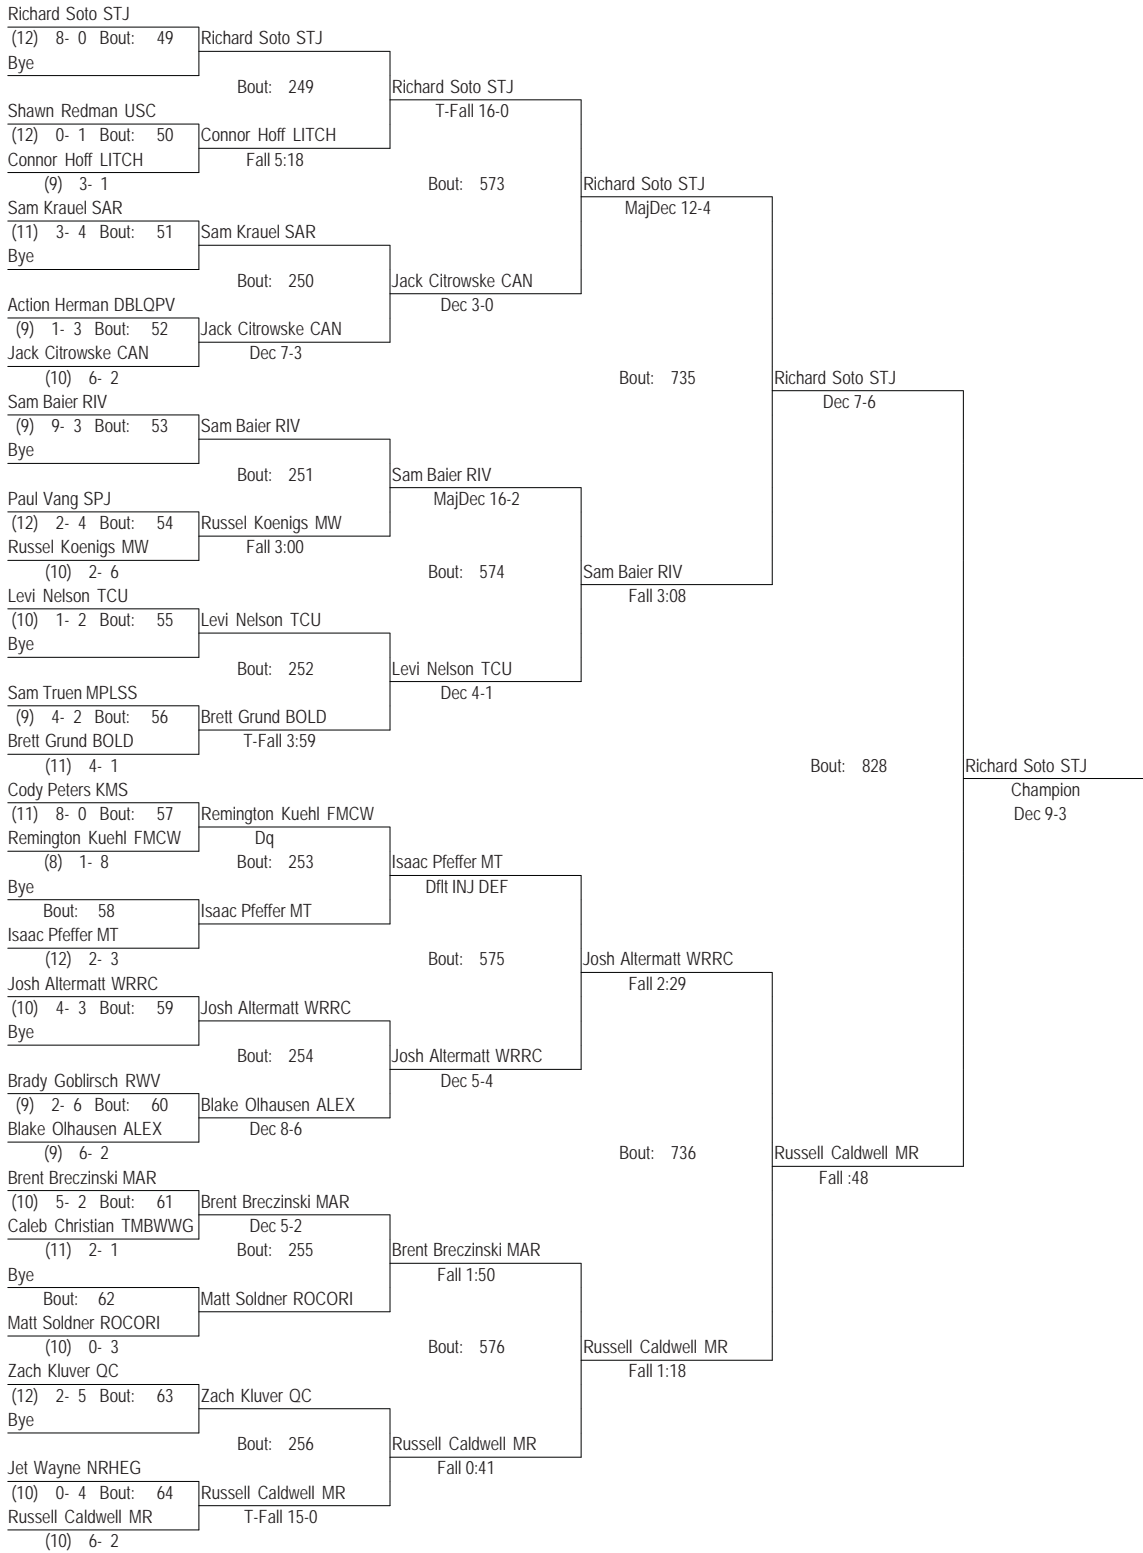 Richard Soto STJ
(12) 8- 0 Bout: 49
Richard Soto STJ
Bye
Bout: 249
Richard Soto STJ
Shawn Redman USC
T-Fall 16-0
(12) 0- 1 Bout: 50
Connor Hoff LITCH
Connor Hoff LITCH
Fall 5:18
(9) 3- 1
Bout: 573
Richard Soto STJ
Sam Krauel SAR
MajDec 12-4
(11) 3- 4 Bout: 51
Sam Krauel SAR
Bye
Bout: 250
Jack Citrowske CAN
Action Herman DBLQPV
Dec 3-0
(9) 1- 3 Bout: 52
Jack Citrowske CAN
Jack Citrowske CAN
Dec 7-3
(10) 6- 2
Bout: 735
Richard Soto STJ
Sam Baier RIV
Dec 7-6
(9) 9- 3 Bout: 53
Sam Baier RIV
Bye
Bout: 251
Sam Baier RIV
Paul Vang SPJ
MajDec 16-2
(12) 2- 4 Bout: 54
Russel Koenigs MW
Russel Koenigs MW
Fall 3:00
(10) 2- 6
Bout: 574
Sam Baier RIV
Levi Nelson TCU
Fall 3:08
(10) 1- 2 Bout: 55
Levi Nelson TCU
Bye
Bout: 252
Levi Nelson TCU
Sam Truen MPLSS
Dec 4-1
(9) 4- 2 Bout: 56
Brett Grund BOLD
Brett Grund BOLD
T-Fall 3:59
(11) 4- 1
Bout: 828
Richard Soto STJ
Cody Peters KMS
Champion
(11) 8- 0 Bout: 57
Remington Kuehl FMCW
Dec 9-3
Remington Kuehl FMCW
Dq
(8) 1- 8
Bout: 253
Isaac Pfeffer MT
Bye
Dflt INJ DEF
Bout: 58
Isaac Pfeffer MT
Isaac Pfeffer MT
(12) 2- 3
Bout: 575
Josh Altermatt WRRC
Josh Altermatt WRRC
Fall 2:29
(10) 4- 3 Bout: 59
Josh Altermatt WRRC
Bye
Bout: 254
Josh Altermatt WRRC
Brady Goblirsch RWV
Dec 5-4
(9) 2- 6 Bout: 60
Blake Olhausen ALEX
Blake Olhausen ALEX
Dec 8-6
(9) 6- 2
Bout: 736
Russell Caldwell MR
Brent Breczinski MAR
Fall :48
(10) 5- 2 Bout: 61
Brent Breczinski MAR
Caleb Christian TMBWWG
Dec 5-2
(11) 2- 1
Bout: 255
Brent Breczinski MAR
Bye
Fall 1:50
Bout: 62
Matt Soldner ROCORI
Matt Soldner ROCORI
(10) 0- 3
Bout: 576
Russell Caldwell MR
Zach Kluver QC
Fall 1:18
(12) 2- 5 Bout: 63
Zach Kluver QC
Bye
Bout: 256
Russell Caldwell MR
Jet Wayne NRHEG
Fall 0:41
(10) 0- 4 Bout: 64
Russell Caldwell MR
Russell Caldwell MR
T-Fall 15-0
(10) 6- 2